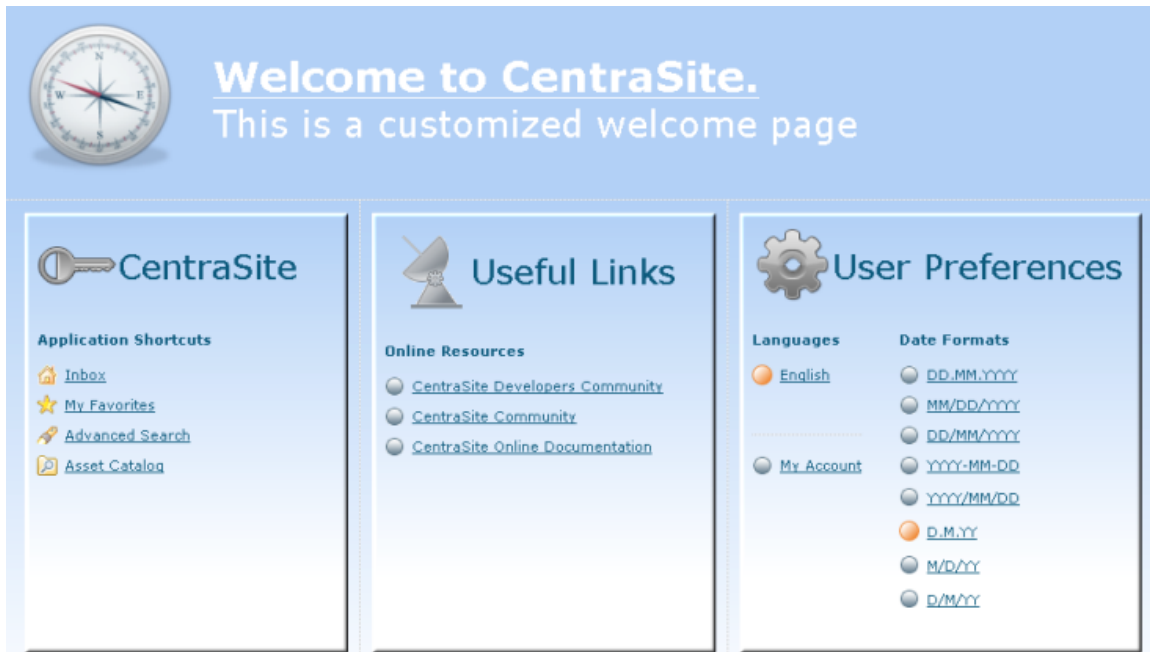 N
W
E
S
Welcome to CentraSite.
This is a customized welcome page
CentraSite
Application Shortcuts
Inbox
My Favorites
Advanced Search
Asset Catalog
Useful Links
Online Resources
CentraSite Developers Community
CentraSite Community
CentraSite Online Documentation
User Preferences
Languages
English
My Account
Date Formats
DD.MM.YYYY
MM/DD/YYYY
DD/MM/YYYY
YYYY-MM-DD
YYYY/MM/DD
D.M.YY
M/D/YY
D/M/YY